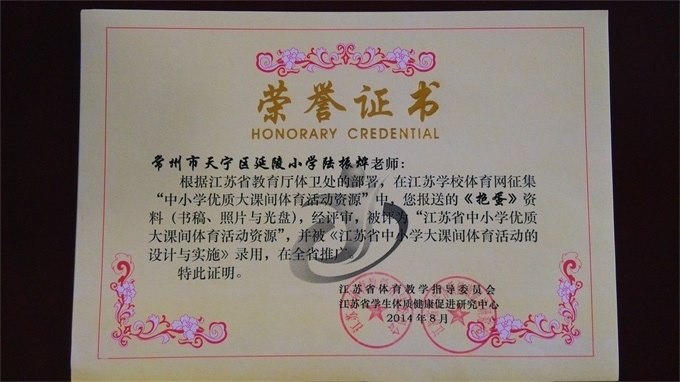 荣誉证书
HONORARY CREDENTIAL
常州市天宁区延陵小学陆振烨老师：
根据江苏省教育厅体卫处的部署，在江苏学校体育网征集
“中小学优质大课间体育活动资源”中，您报送的《抱蛋》资
料（书稿、照片与光盘），经评审，被评为“江苏省中小学优质
大课间体育活动资源”，并被《江苏省中小学大课间体育活动的
设计与实施》录用，在全省推广。
特此证明。
江苏省体育教学指导委员会
江苏省学生体质健康促进研究中心
2014年8月